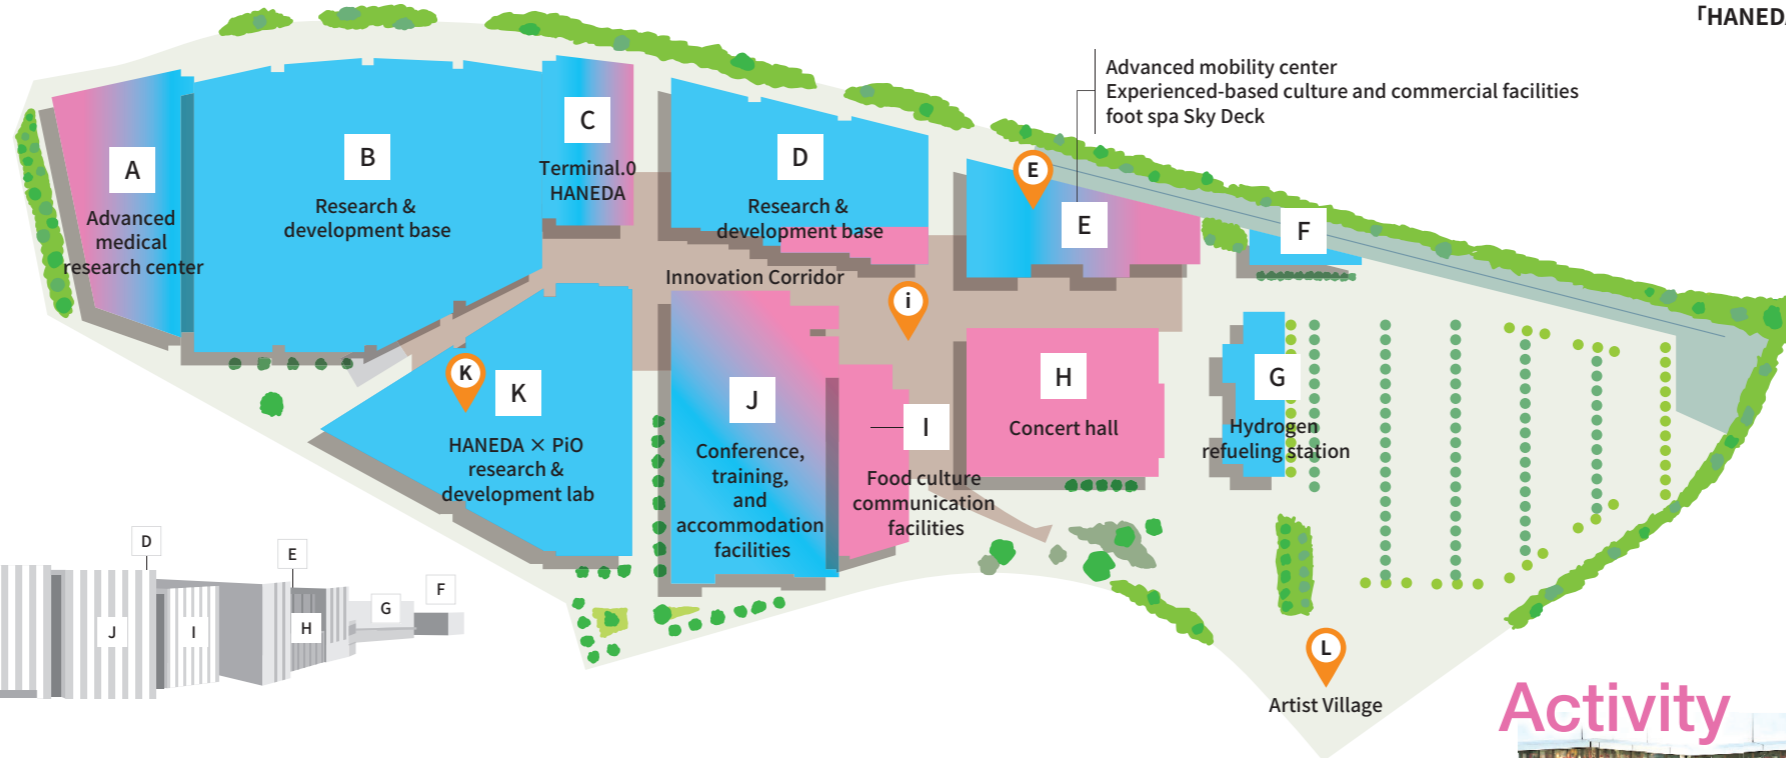 「HANEDA
Advanced mobility center
Experienced-based culture and commercial facilities
foot spa Sky Deck
A
Advanced
medical
research center
B
Research &
development base
C
Terminal.0
HANEDA
D
Research &
development base
E
E
F
Innovation Corridor
i
K
K
HANEDA × PiO
research &
development lab
J
Conference,
training,
and
accommodation
facilities
I
Food culture
communication
facilities
H
Concert hall
G
Hydrogen
refueling station
D
E
F
G
H
I
J
L
Artist Village
Activity